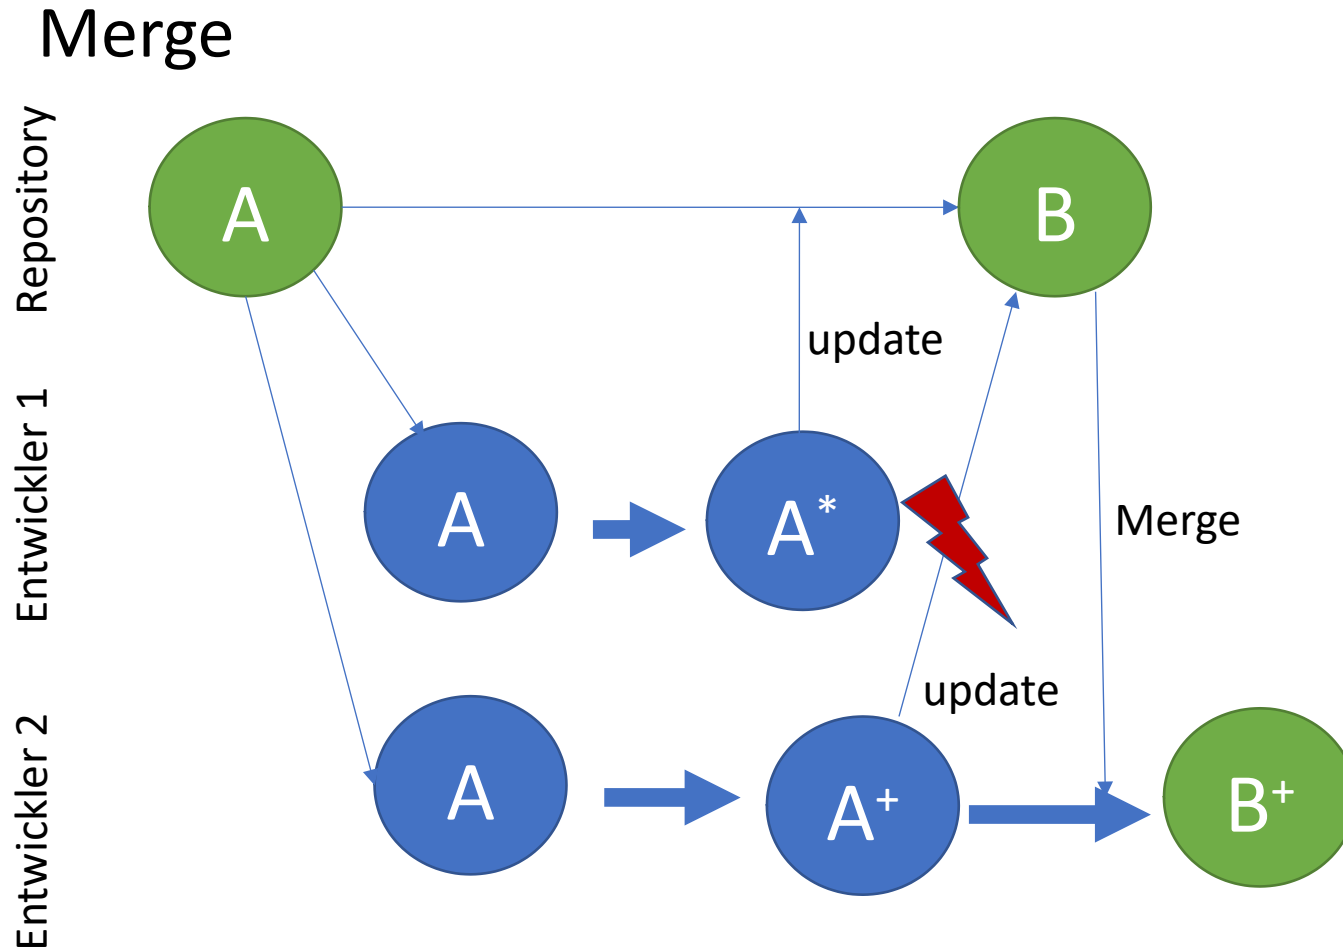 Merge
Repository
A
B
update
Entwickler 1
A
A*
Merge
update
Entwickler 2
A
A+
B+